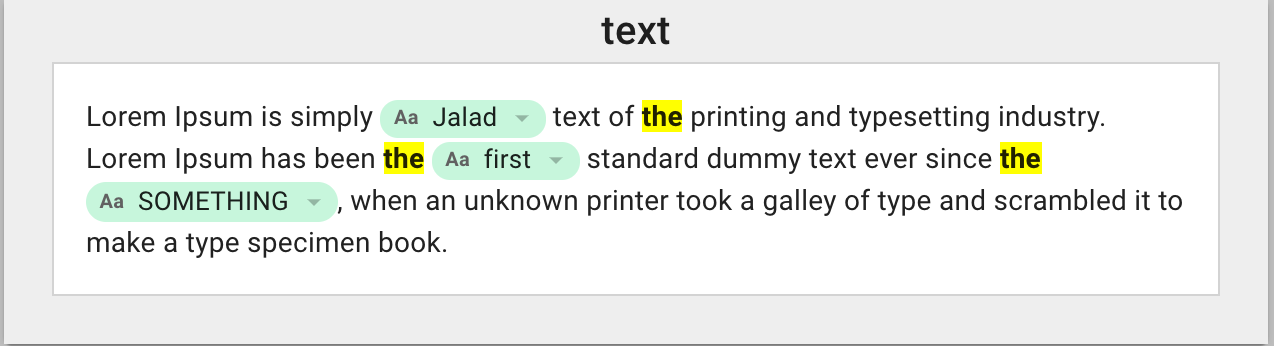 text
Lorem Ipsum is simply Aa Jalad text of the printing and typesetting industry.
Lorem Ipsum has been the Aa first standard dummy text ever since the
Aa SOMETHING , when an unknown printer took a galley of type and scrambled it to
make a type specimen book.